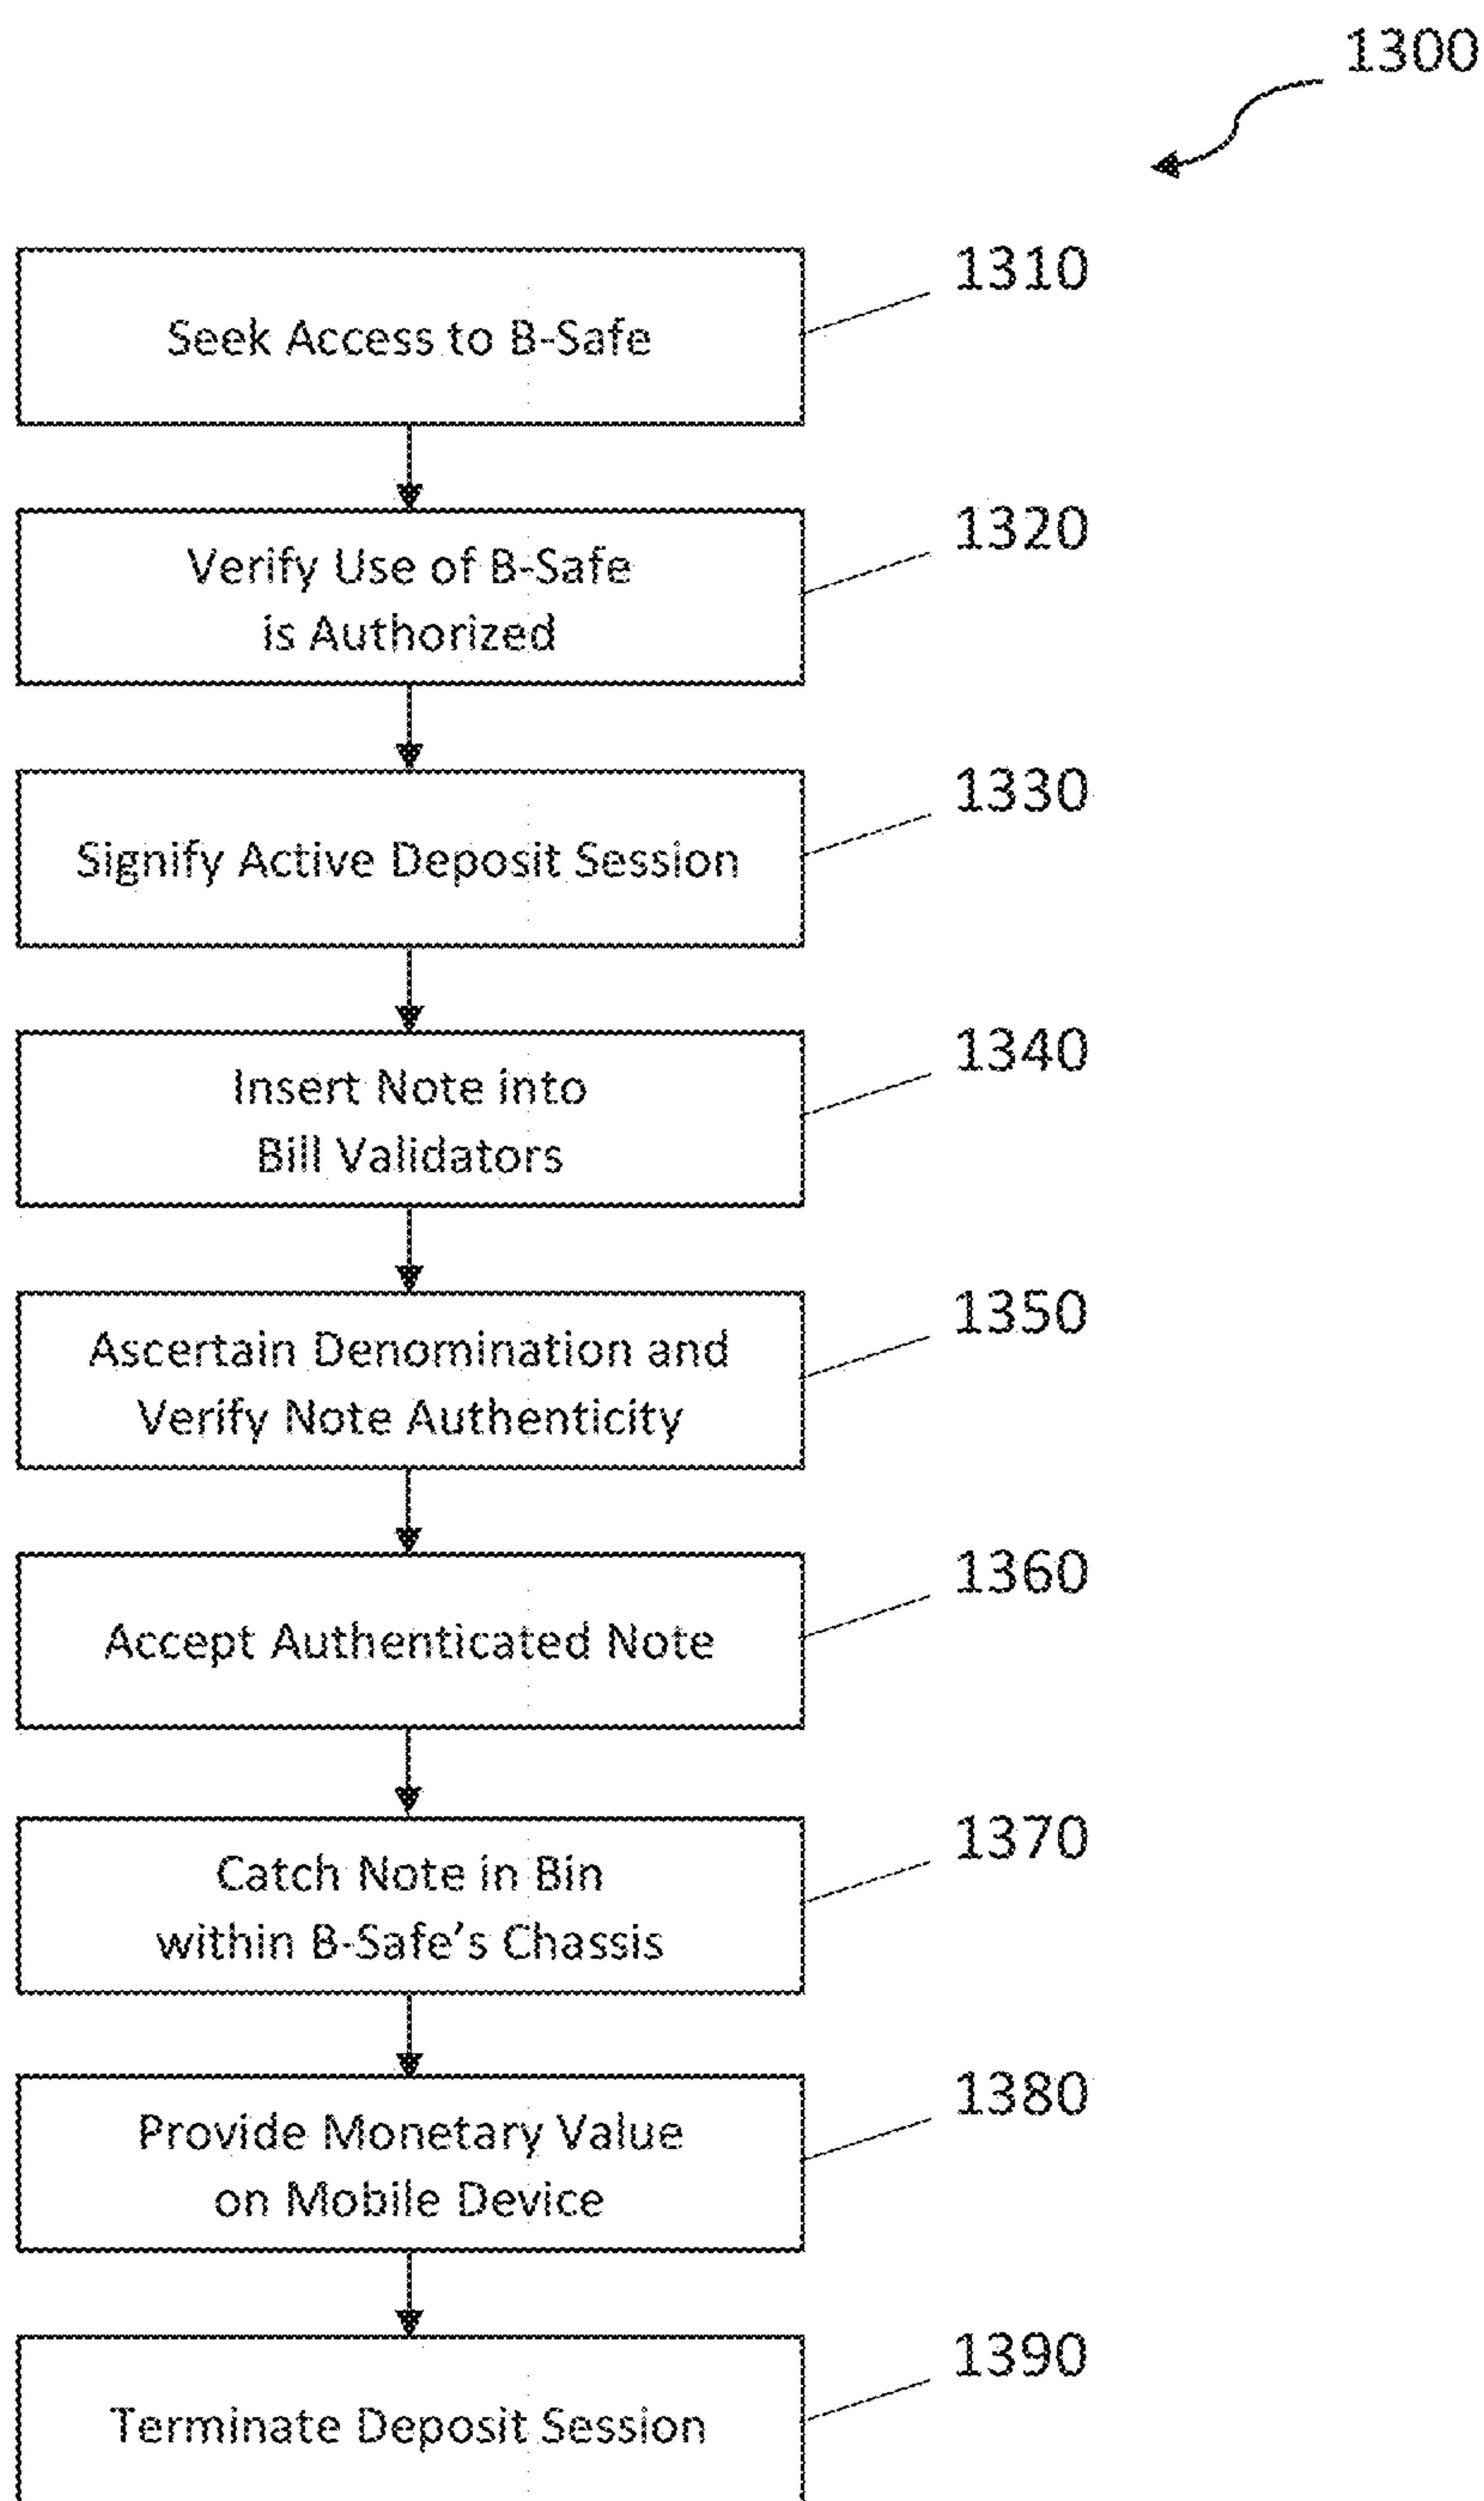 1300
Seek Access to B-Safe
1310
Verify Use of B-Safe
is Authorized
1320
Signify Active Deposit Session
1330
Insert Note into
Bill Validators
1340
Ascertain Denomination and
Verify Note Authenticity
1350
Accept Authenticated Note
1360
Catch Note in Bin
within B-Safe's Chassis
1370
Provide Monetary Value
on Mobile Device
1380
Terminate Deposit Session
1390